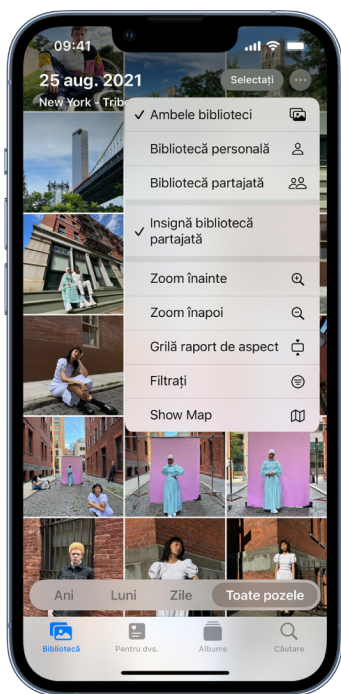 09:41
25 aug. 2021
Selectați
New York - Tribe
Ambele biblioteci
Bibliotecă personală
Bibliotecă partajată
Insignă bibliotecă
partajată
Zoom înainte
Zoom înapoi
Grilă raport de aspect
Filtrați
Show Map
Ani Luni Zile Toate pozele
Bibliotecă Pentru dvs. Albume Căutare